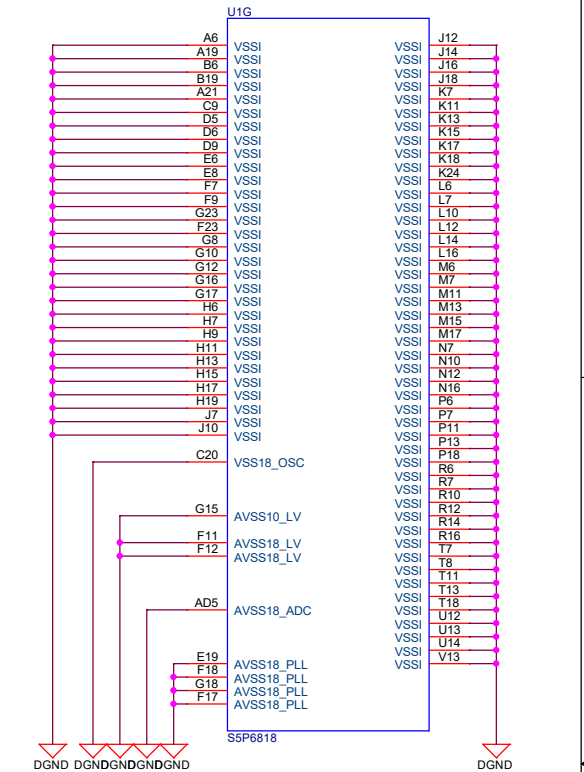 U1G
A6 VSSI VSSI J12
A19 VSSI VSSI J14
B6 VSSI VSSI J16
B19 VSSI VSSI J18
A21 VSSI VSSI K7
C9 VSSI VSSI K11
D5 VSSI VSSI K13
D6 VSSI VSSI K15
D9 VSSI VSSI K17
E6 VSSI VSSI K18
E8 VSSI VSSI K24
F7 VSSI VSSI L6
F9 VSSI VSSI L7
G23 VSSI VSSI L10
F23 VSSI VSSI L12
G8 VSSI VSSI L14
G10 VSSI VSSI L16
G12 VSSI VSSI M6
G16 VSSI VSSI M7
G17 VSSI VSSI M11
H6 VSSI VSSI M13
H7 VSSI VSSI M15
H9 VSSI VSSI M17
H11 VSSI VSSI N7
H13 VSSI VSSI N10
H15 VSSI VSSI N12
H17 VSSI VSSI N16
H19 VSSI VSSI P6
J7 VSSI VSSI P7
J10 VSSI VSSI P11
VSSI P13
C20 VSS18_OSC VSSI P18
VSSI R6
VSSI R7
VSSI R10
G15 AVSS10_LV VSSI R12
VSSI R14
F11 AVSS18_LV VSSI R16
F12 AVSS18_LV VSSI T7
VSSI T8
VSSI T11
VSSI T13
AD5 AVSS18_ADC VSSI T18
VSSI U12
VSSI U13
VSSI U14
E19 AVSS18_PLL VSSI V13
F18 AVSS18_PLL
G18 AVSS18_PLL
F17 AVSS18_PLL
S5P6818
DGND DGND DGND DGND DGND DGND